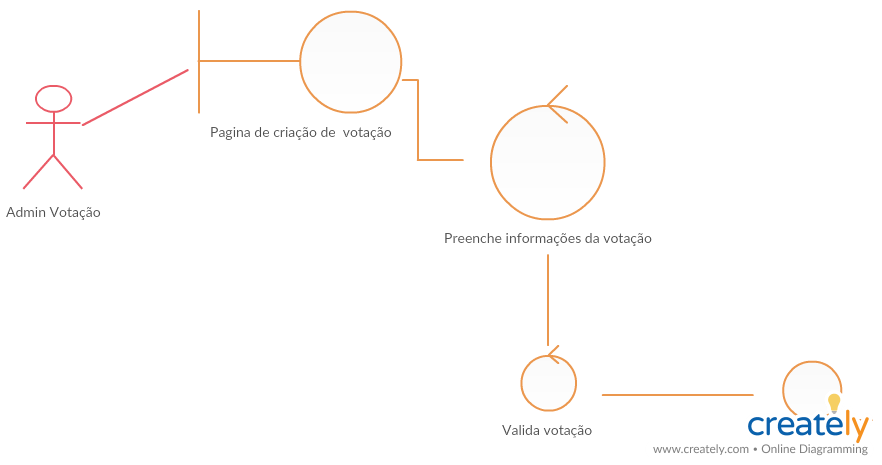 Pagina de criação de  votação
Admin Votação
Preenche informações da votação
Valida votação
creately
www.creately.com • Online Diagramming